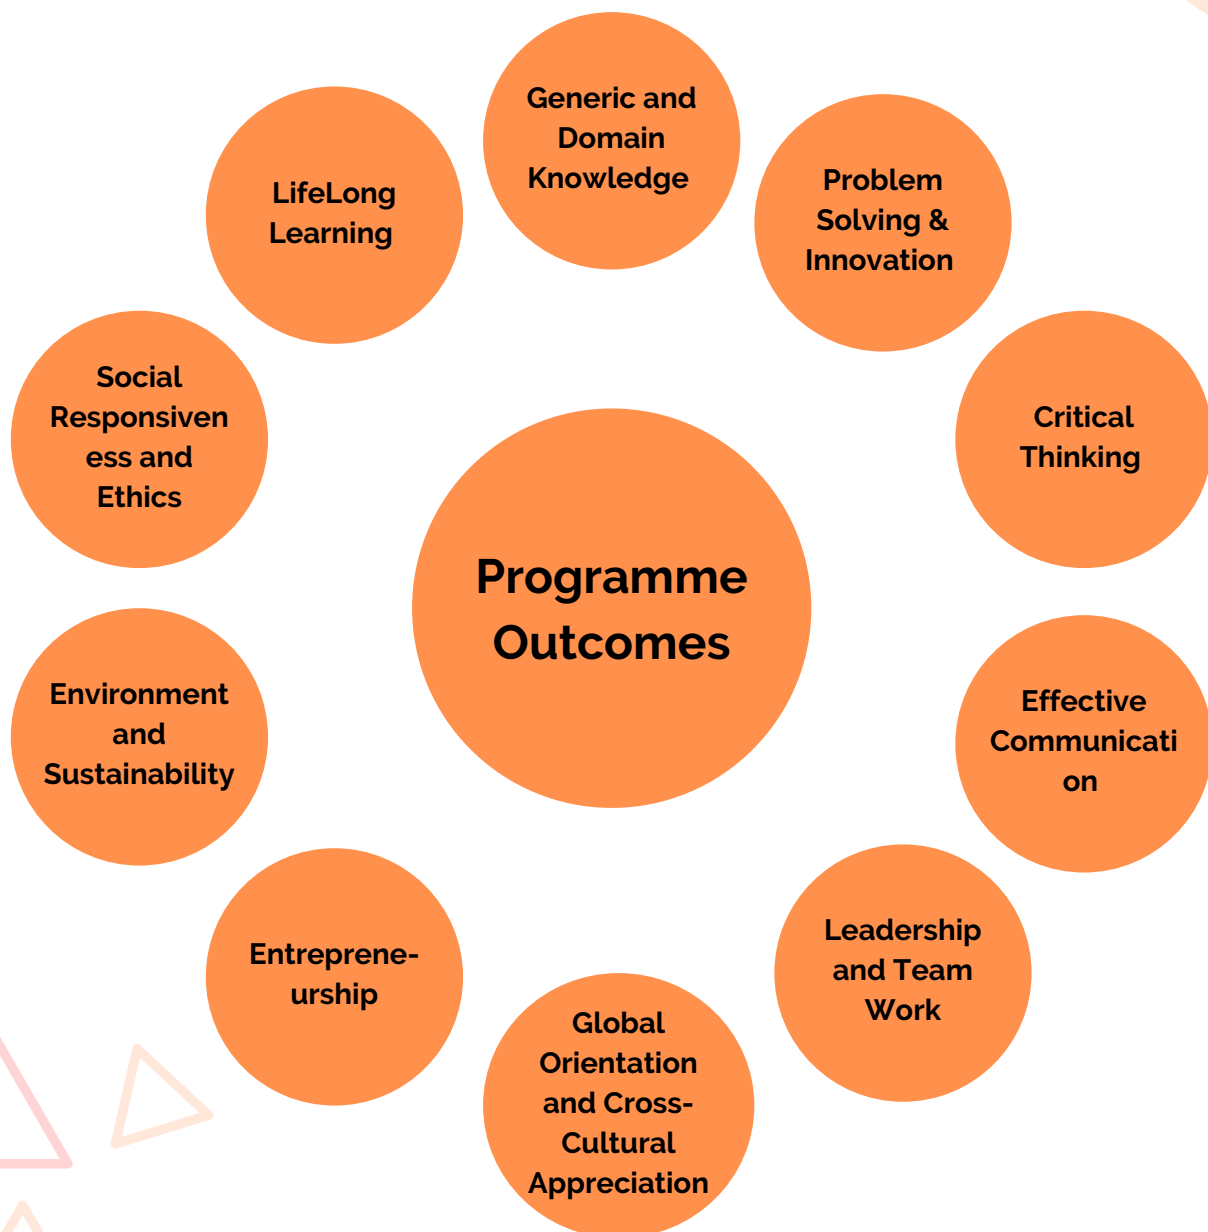 Generic and
Domain
Knowledge
Problem
Solving &
Innovation
Critical
Thinking
Effective
Communicati
on
Leadership
and Team
Work
Global
Orientation
and Cross-
Cultural
Appreciation
Entreprene-
urship
Environment
and
Sustainability
Social
Responsiven
ess and
Ethics
LifeLong
Learning
Programme
Outcomes